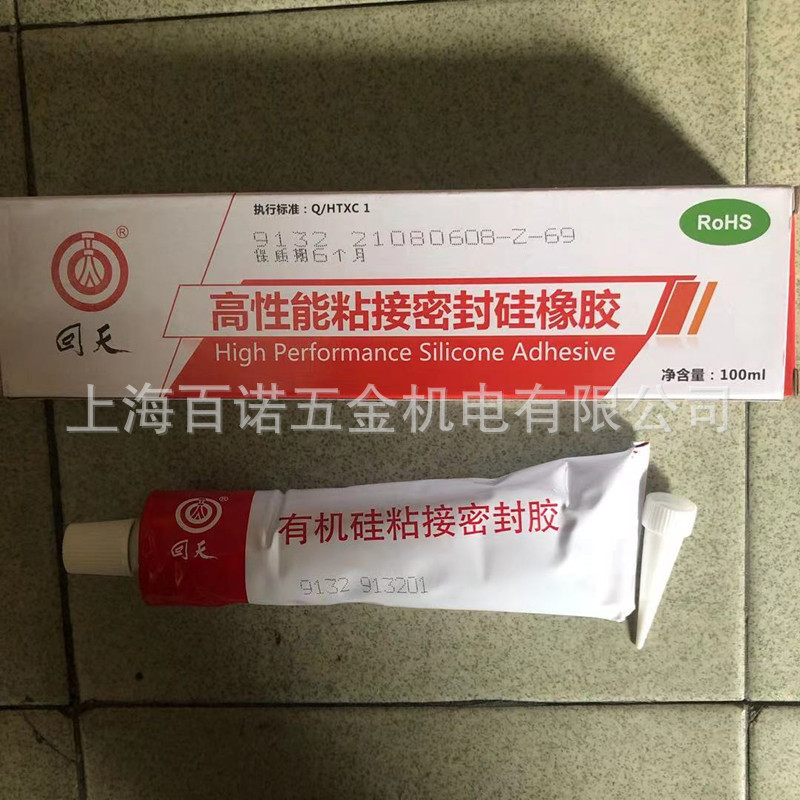 执行标准：Q/HTXC 1
9132 21080608-Z-69
保质期6个月
RoHS
®
回天
高性能粘接密封硅橡胶
High Performance Silicone Adhesive
净含量：100ml
上海百诺五金机电有限公司
®
回天
有机硅粘接密封胶
9132 913201